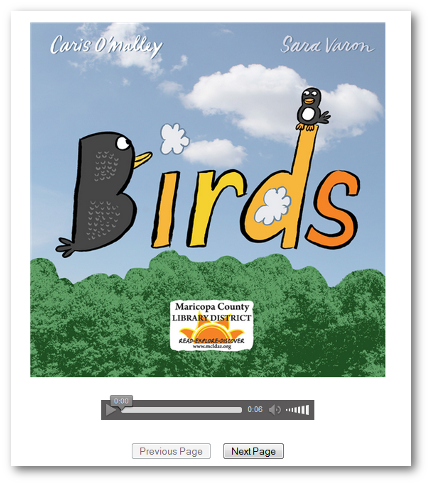 Caris O'Malley Sara Varon
Birds
Maricopa County
LIBRARY DISTRICT
READ·EXPLORE·DISCOVER
www.mcldaz.org
0:00
0:06
Previous Page Next Page